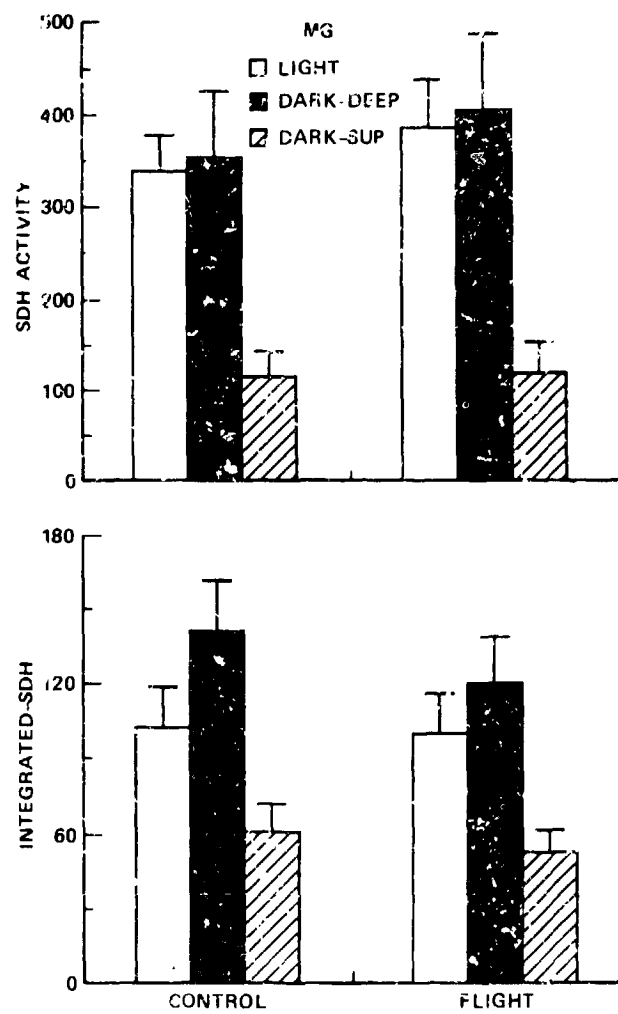 500
MG
LIGHT
DARK-DEEP
DARK-SUP
400
300
200
100
0
SDH ACTIVITY
180
120
60
0
INTEGRATED-SDH
CONTROL
FLIGHT